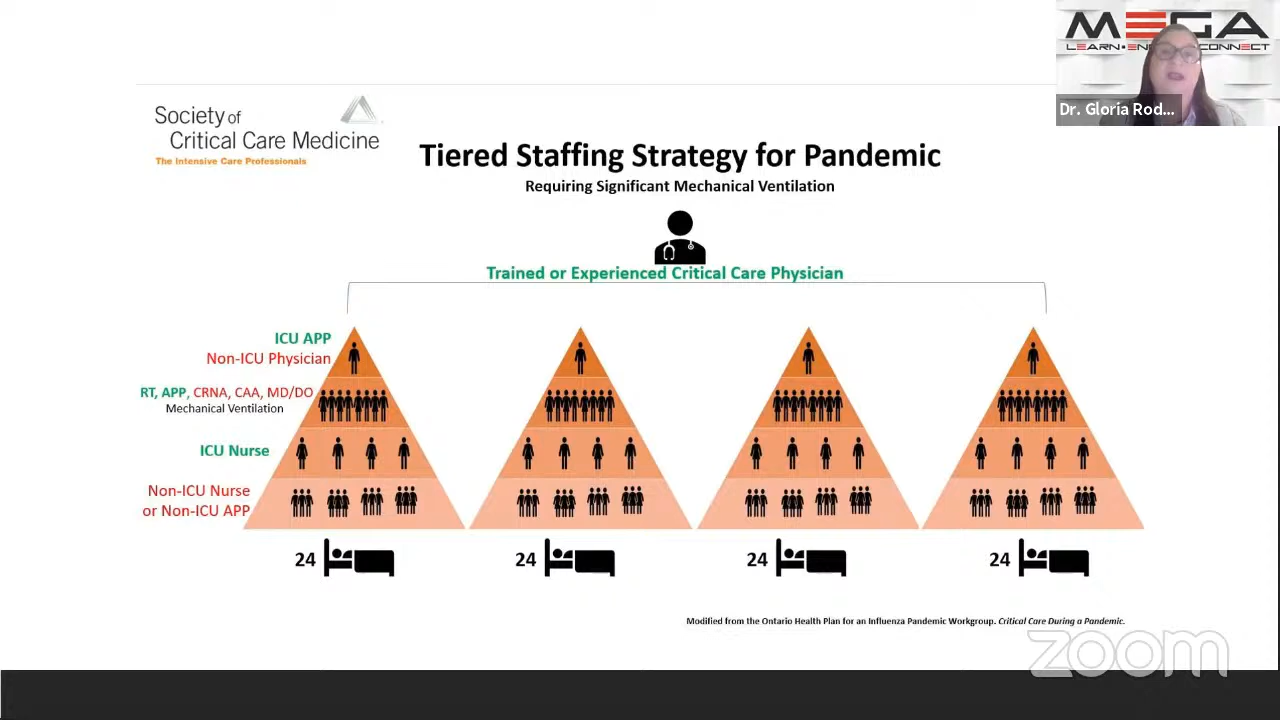 MEGA
LEARN
CONNECT
Dr. Gloria Rod...
Society of
Critical Care Medicine
The Intensive Care Professionals
Tiered Staffing Strategy for Pandemic
Requiring Significant Mechanical Ventilation
Trained or Experienced Critical Care Physician
ICU APP
Non-ICU Physician
RT, APP, CRNA, CAA, MD/DO
Mechanical Ventilation
ICU Nurse
Non-ICU Nurse
or Non-ICU APP
24 24 24 24
Modified from the Ontario Health Plan for an Influenza Pandemic Workgroup. Critical Care During a Pandemic.
zoom